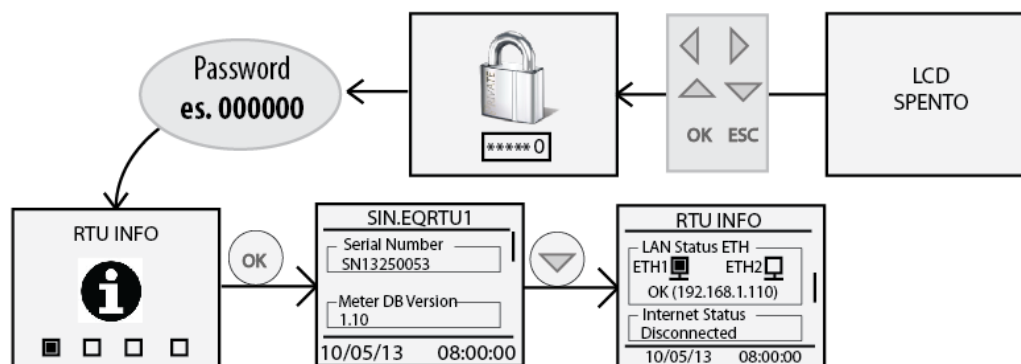 Password
es. 000000
PRIVATE
*****0
OK ESC
LCD
SPENTO
RTU INFO
OK
SIN.EQRTU1
Serial Number
SN13250053
Meter DB Version
1.10
10/05/13 08:00:00
RTU INFO
LAN Status ETH
ETH1 ETH2
OK (192.168.1.110)
Internet Status
Disconnected
10/05/13 08:00:00